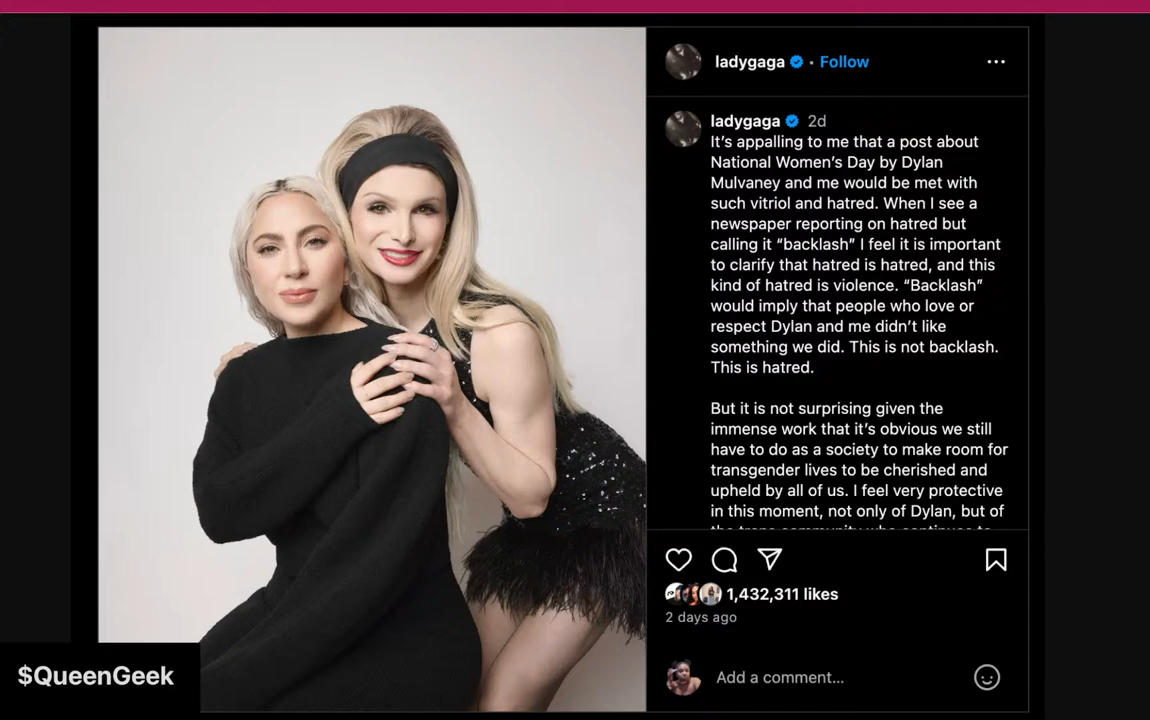 ladygaga • Follow
ladygaga 2d
It’s appalling to me that a post about
National Women’s Day by Dylan
Mulvaney and me would be met with
such vitriol and hatred. When I see a
newspaper reporting on hatred but
calling it “backlash” I feel it is important
to clarify that hatred is hatred, and this
kind of hatred is violence. “Backlash”
would imply that people who love or
respect Dylan and me didn’t like
something we did. This is not backlash.
This is hatred.
But it is not surprising given the
immense work that it’s obvious we still
have to do as a society to make room for
transgender lives to be cherished and
upheld by all of us. I feel very protective
in this moment, not only of Dylan, but of
the trans community who continues to
1,432,311 likes
2 days ago
Add a comment...
$QueenGeek